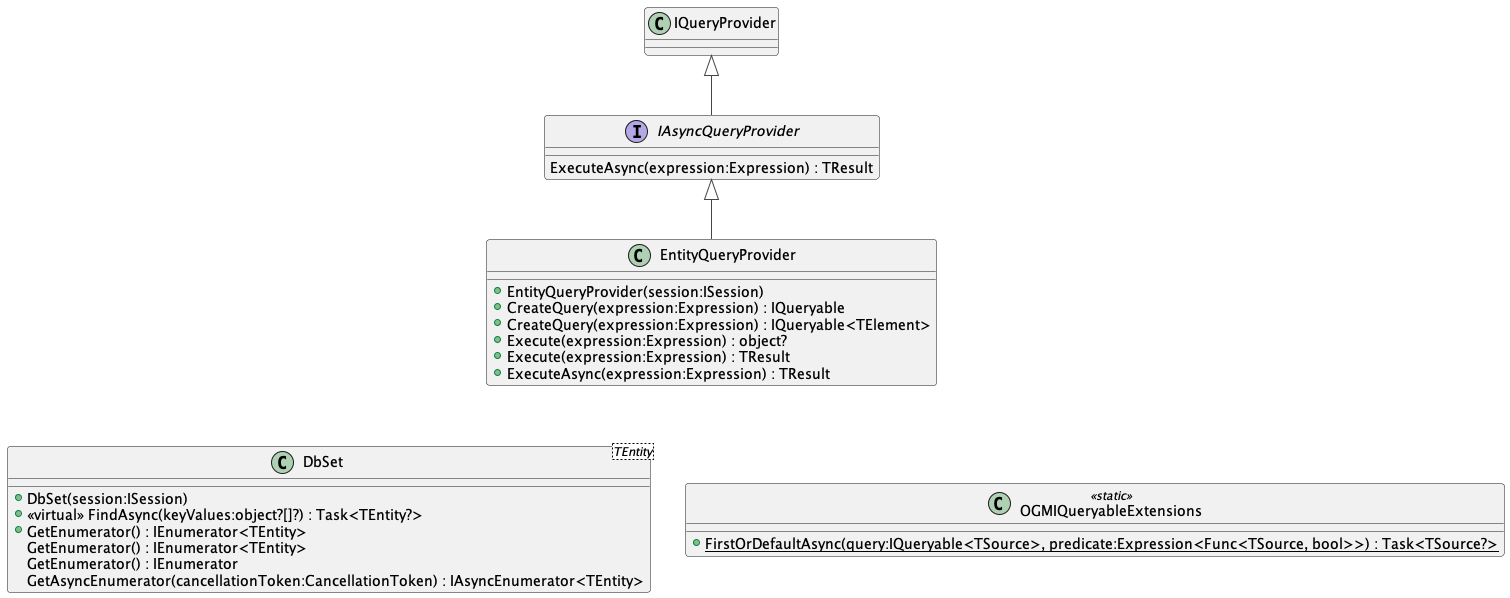 C IQueryProvider
I IAsyncQueryProvider
ExecuteAsync(expression:Expression) : TResult
C EntityQueryProvider
EntityQueryProvider(session:ISession)
CreateQuery(expression:Expression) : IQueryable
CreateQuery(expression:Expression) : IQueryable<TElement>
Execute(expression:Expression) : object?
Execute(expression:Expression) : TResult
ExecuteAsync(expression:Expression) : TResult
TEntity
C DbSet
DbSet(session:ISession)
«virtual» FindAsync(keyValues:object?[]?) : Task<TEntity?>
GetEnumerator() : IEnumerator<TEntity>
GetEnumerator() : IEnumerator<TEntity>
GetEnumerator() : IEnumerator
GetAsyncEnumerator(cancellationToken:CancellationToken) : IAsyncEnumerator<TEntity>
«static»
C OGMIQueryableExtensions
FirstOrDefaultAsync(query:IQueryable<TSource>, predicate:Expression<Func<TSource, bool>>) : Task<TSource?>